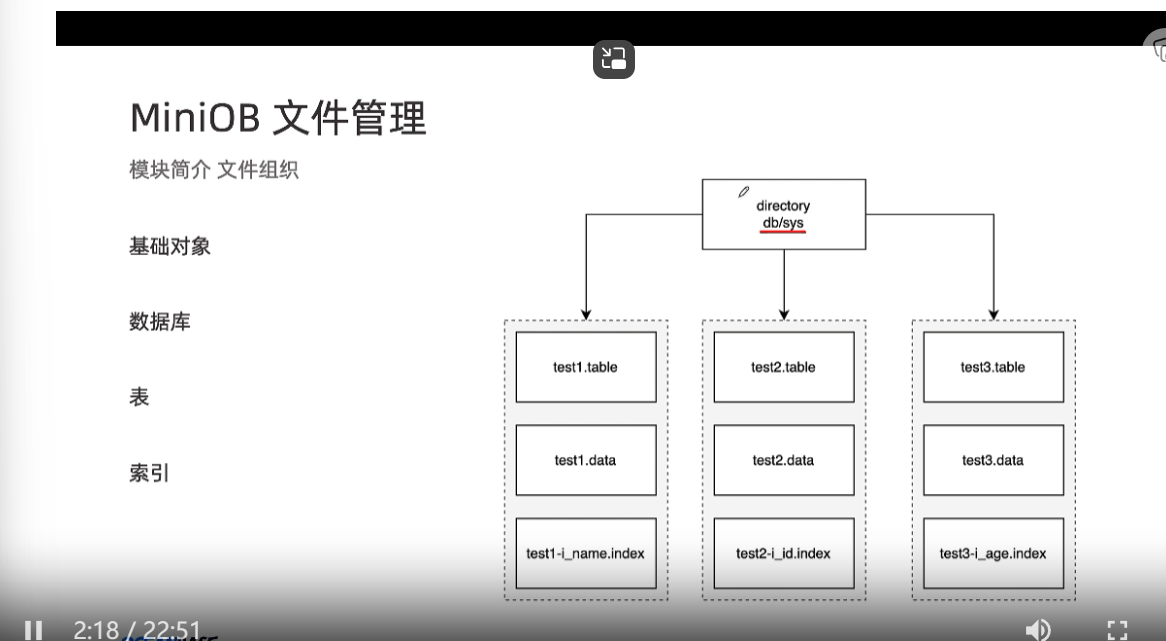 MiniOB 文件管理
模块简介 文件组织
基础对象
数据库
表
索引
directory
db/sys
test1.table
test2.table
test3.table
test1.data
test2.data
test3.data
test1-i_name.index
test2-i_id.index
test3-i_age.index
2:18 / 22:51